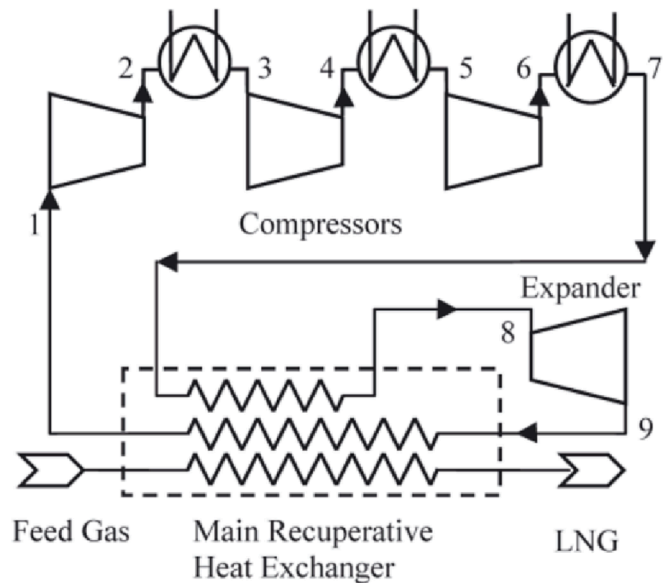 2
3
4
5
6
7
1
Compressors
Expander
8
9
Feed Gas
Main Recuperative
Heat Exchanger
LNG